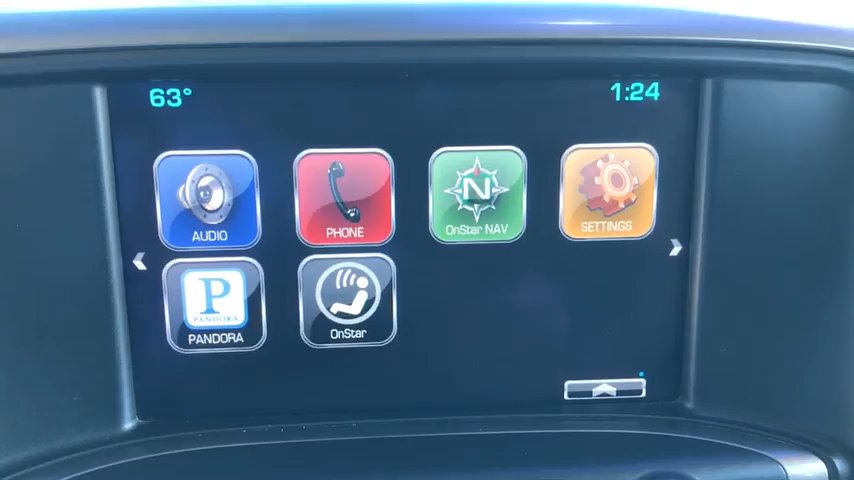 63°
1:24
AUDIO
PHONE
N
OnStar NAV
SETTINGS
P
PANDORA
PANDORA
OnStar